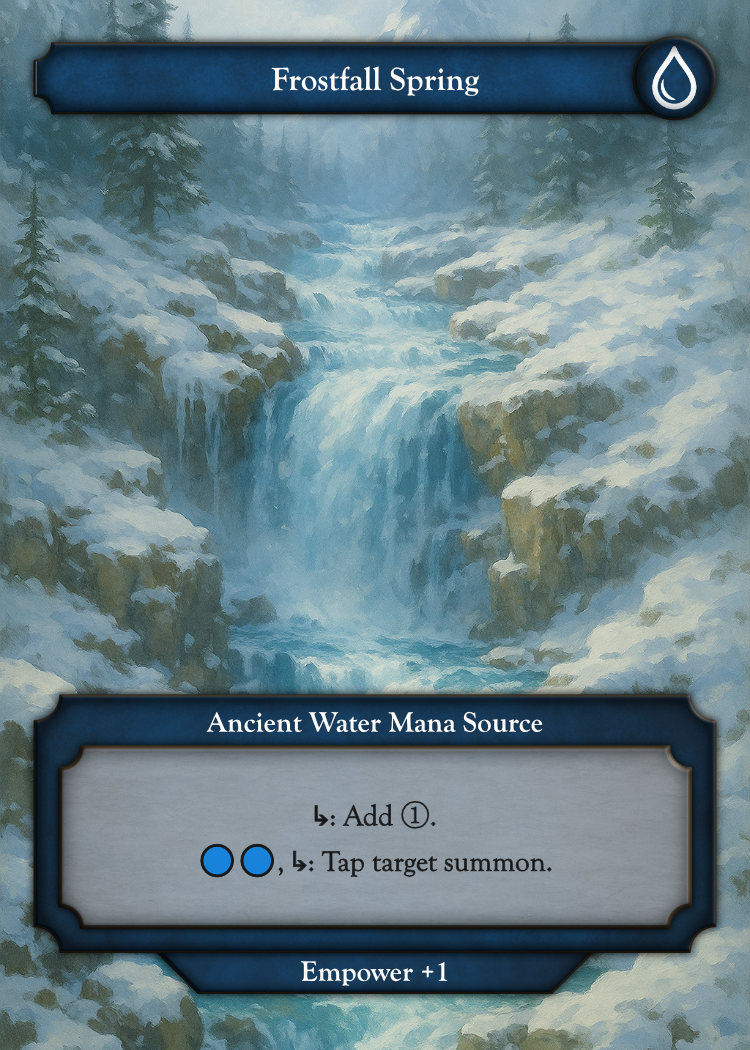 Frostfall Spring
Ancient Water Mana Source
↳: Add ①.
🔵🔵, ↳: Tap target summon.
Empower +1